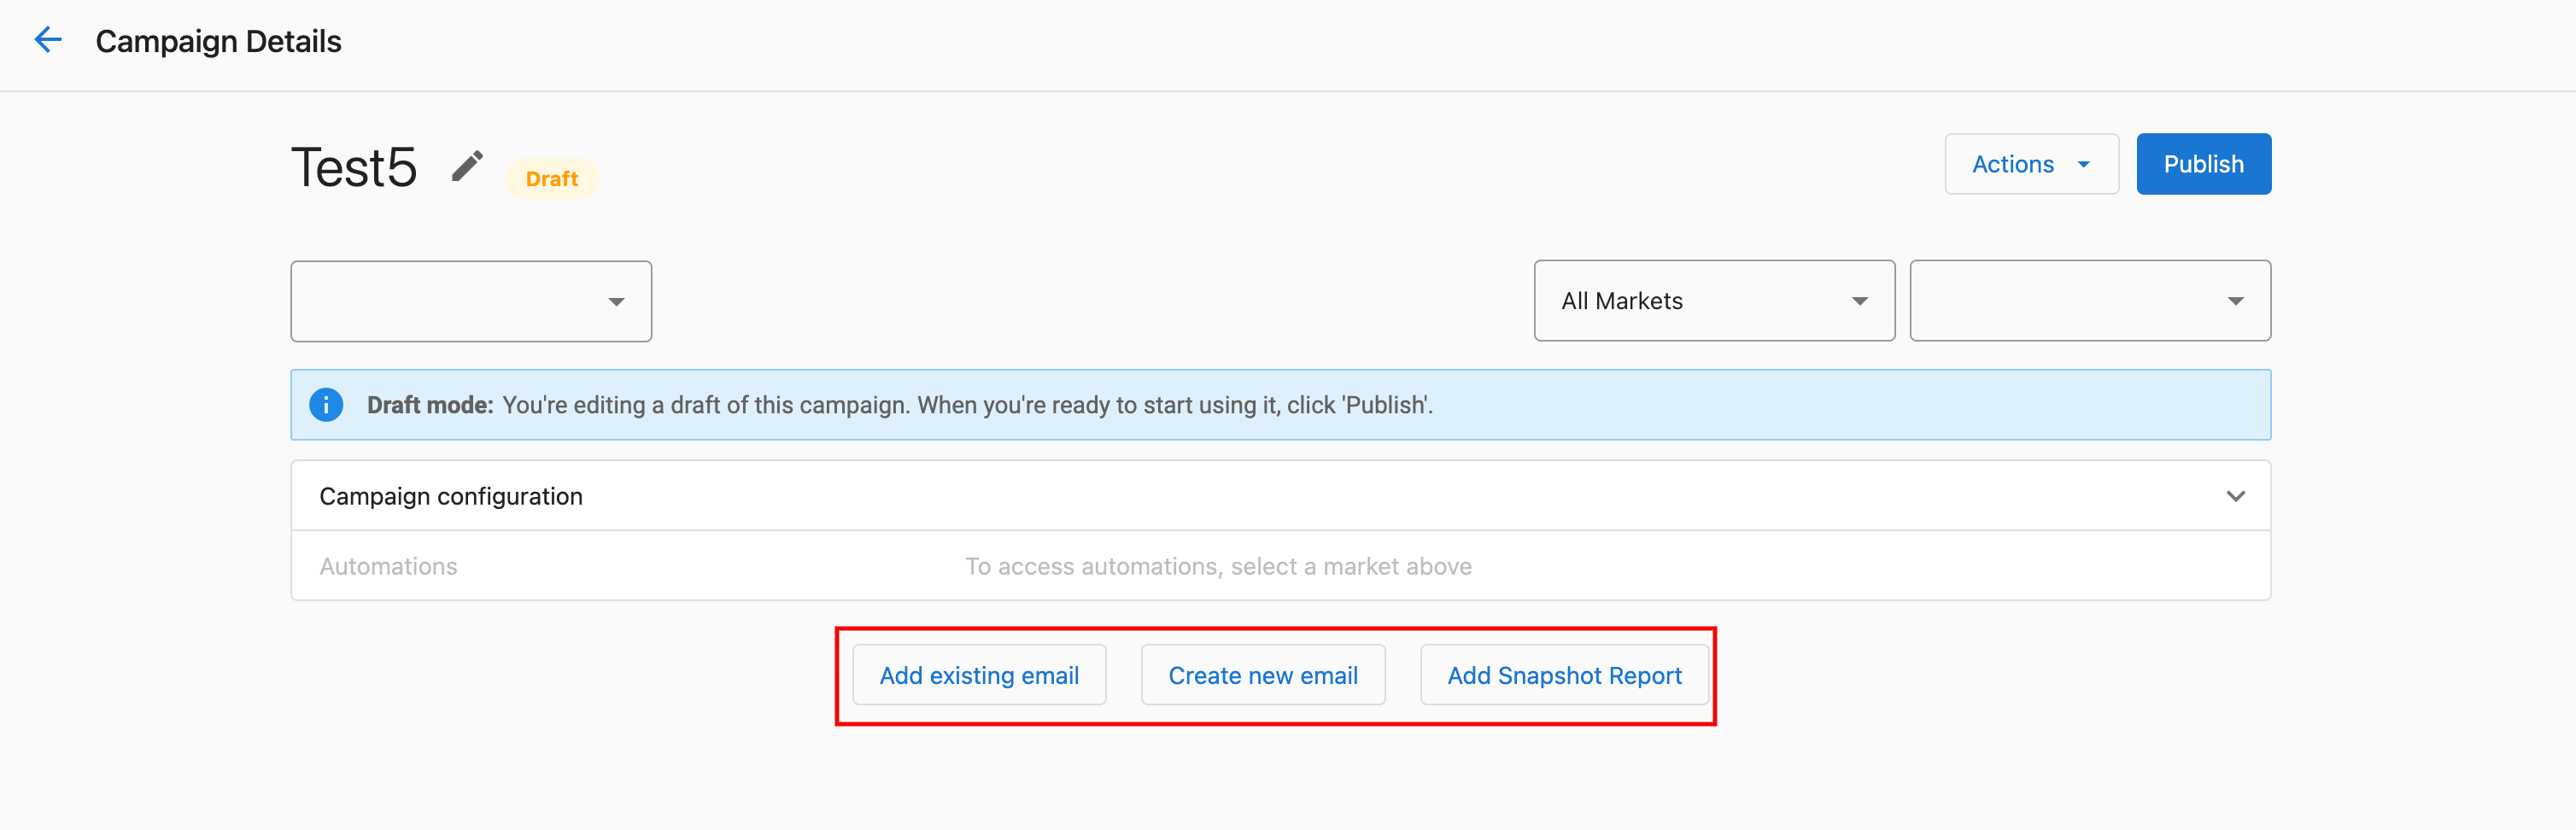 Campaign Details
Test5 Draft Actions Publish
All Markets
Draft mode: You're editing a draft of this campaign. When you're ready to start using it, click 'Publish'.
Campaign configuration
Automations To access automations, select a market above
Add existing email Create new email Add Snapshot Report